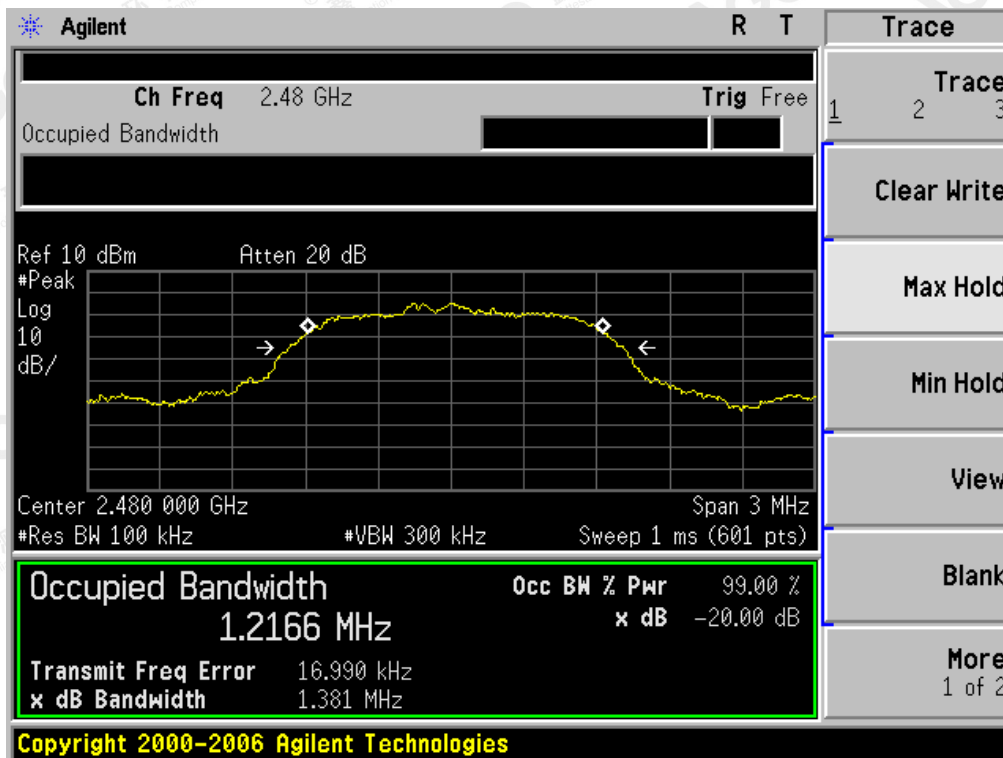 Agilent R T Trace
Ch Freq 2.48 GHz Trig Free
Occupied Bandwidth
Trace
1 2 3
Clear Write
Max Hold
Min Hold
View
Blank
More
1 of 2
Ref 10 dBm Atten 20 dB
#Peak
Log
10
dB/
Center 2.480 000 GHz Span 3 MHz
#Res BW 100 kHz #VBW 300 kHz Sweep 1 ms (601 pts)
Occupied Bandwidth Occ BW % Pwr 99.00 %
1.2166 MHz x dB -20.00 dB
Transmit Freq Error 16.990 kHz
x dB Bandwidth 1.381 MHz
Copyright 2000-2006 Agilent Technologies